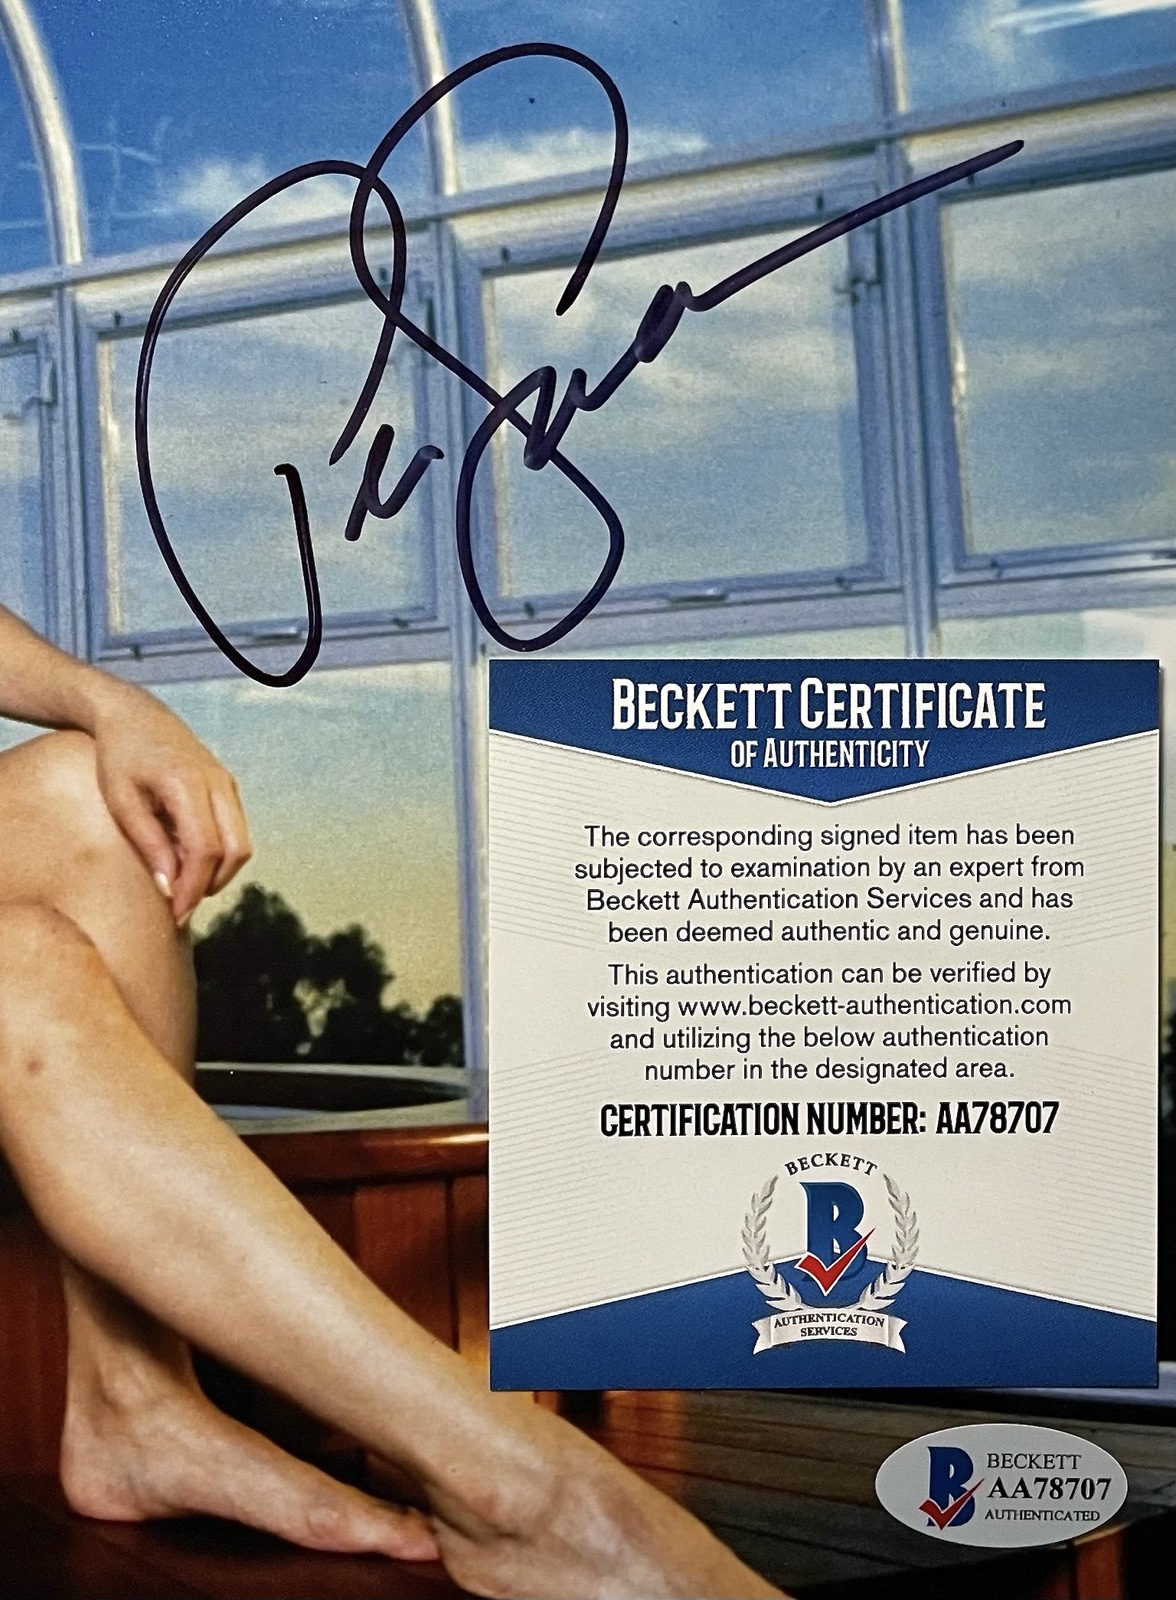 BECKETT CERTIFICATE
OF AUTHENTICITY
The corresponding signed item has been
subjected to examination by an expert from
Beckett Authentication Services and has
been deemed authentic and genuine.
This authentication can be verified by
visiting www.beckett-authentication.com
and utilizing the below authentication
number in the designated area.
CERTIFICATION NUMBER: AA78707
BECKETT
B
AUTHENTICATION
SERVICES
B
BECKETT
AA78707
AUTHENTICATED